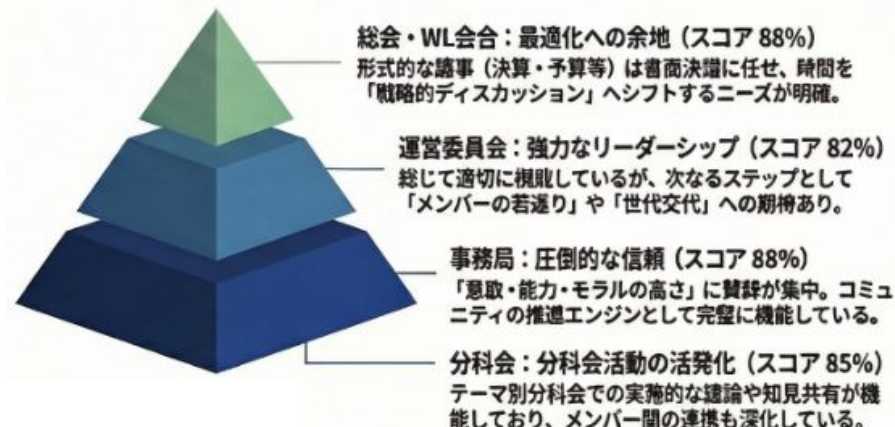 総会・WL会合：最適化への余地（スコア 88%）
形式的な議事（決算・予算等）は書面決議に任せ、時間を
「戦略的ディスカッション」へシフトするニーズが明確。
運営委員会：強力なリーダーシップ（スコア 82%）
総じて適切に しているが、次なるステップとして
「メンバーの若返り」や「世代交代」への期待あり。
事務局：圧倒的な信頼（スコア 88%）
「意取・能力・モラルの高さ」に賛辞が集中。コミュ
ニティの推進エンジンとして完璧に機能している。
分科会：分科会活動の活発化（スコア 85%）
テーマ別分科会での や知見共有が機
能しており、メンバー間の連携も深化している。